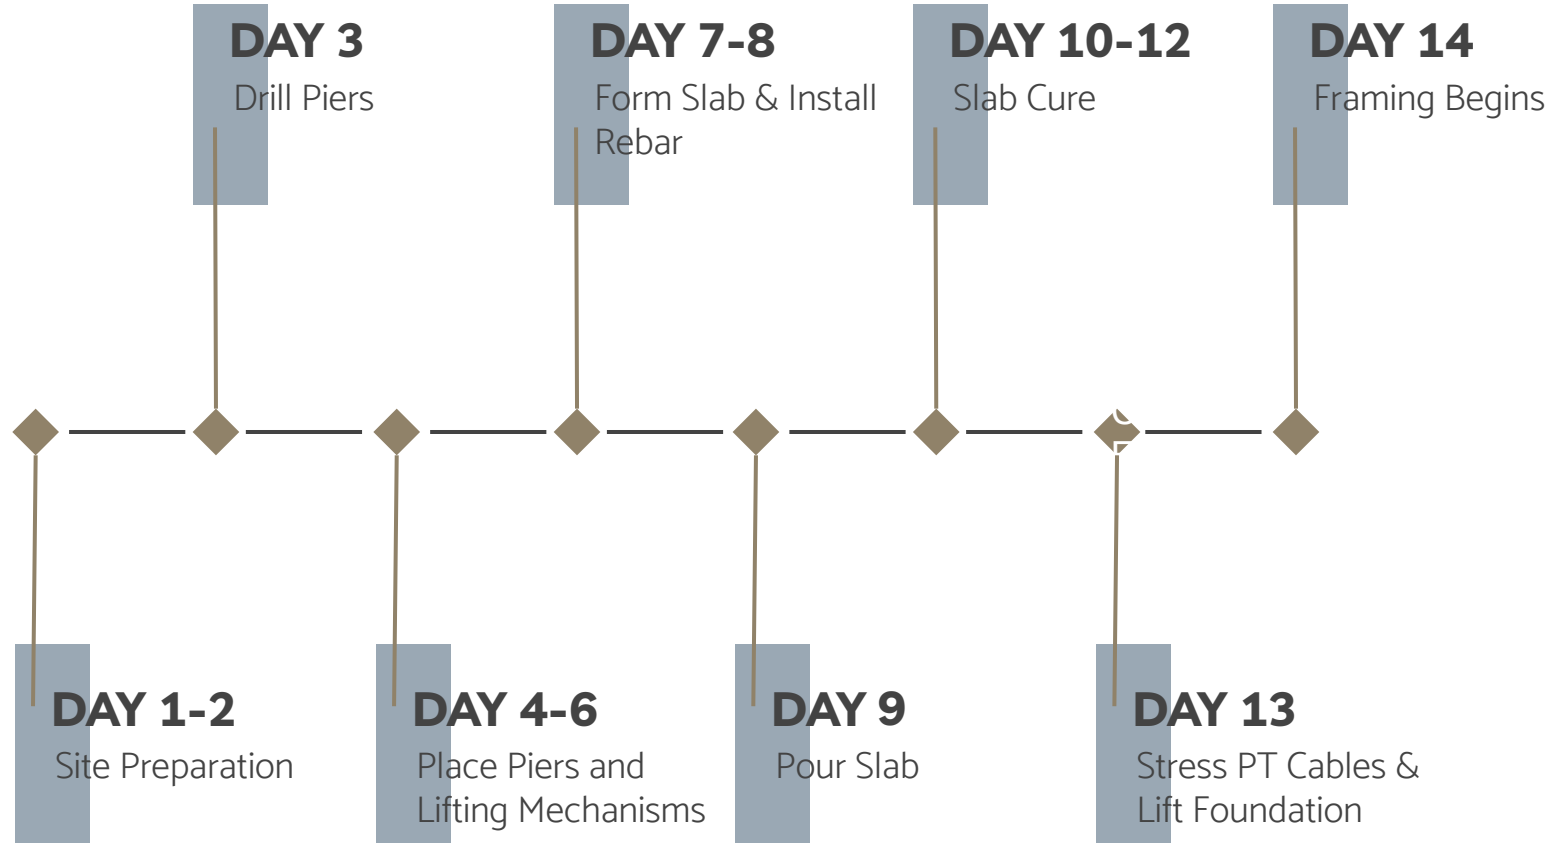 DAY 3
Drill Piers
DAY 7-8
Form Slab & Install
Rebar
DAY 10-12
Slab Cure
DAY 14
Framing Begins
DAY 1-2
Site Preparation
DAY 4-6
Place Piers and
Lifting Mechanisms
DAY 9
Pour Slab
DAY 13
Stress PT Cables &
Lift Foundation